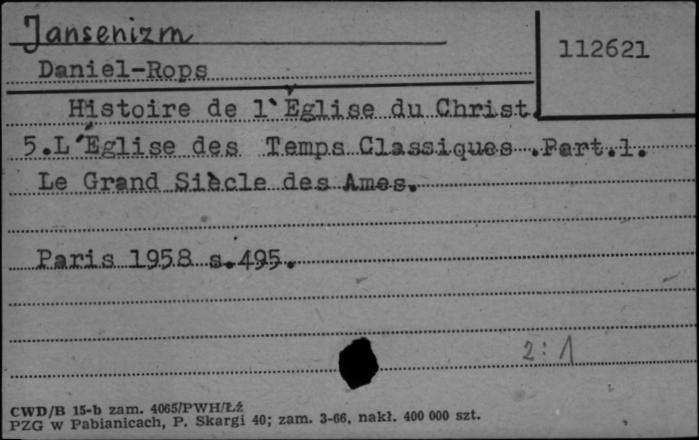 Jansenizm
112621
Daniel-Rops
Histoire de l`Église du Christ.
5.L´Église des Temps Classiques .Part.1.
Le Grand Siècle des Ames.
Paris 1958 s.495.
2:1
CWD/B 15-b zam. 4065/PWH/Łź
PZG w Pabianicach, P. Skargi 40; zam. 3-66, nakł. 400 000 szt.